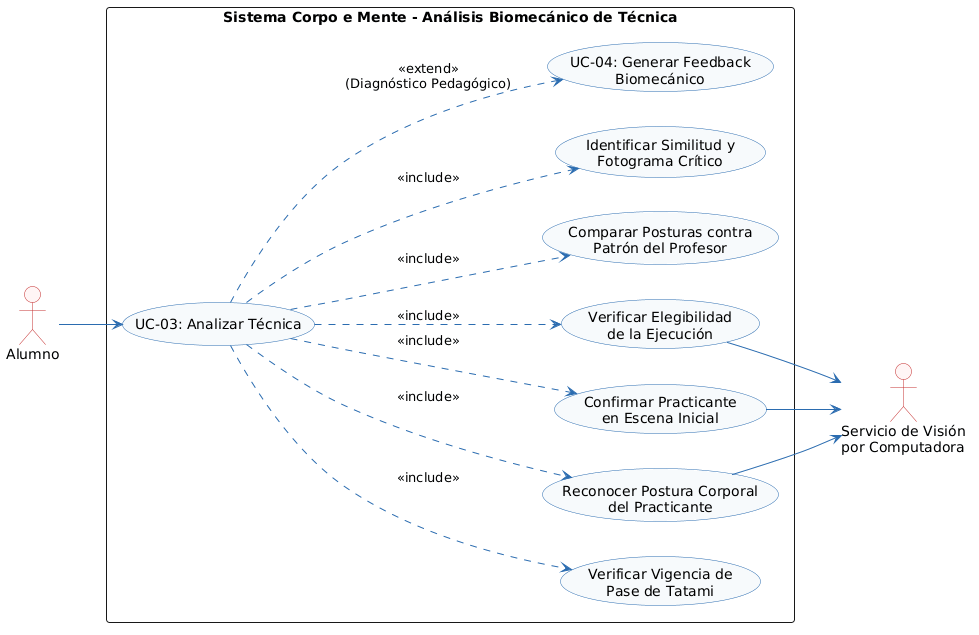 Sistema Corpo e Mente - Análisis Biomecánico de Técnica
«extend»
(Diagnóstico Pedagógico)
UC-04: Generar Feedback
Biomecánico
«include»
Identificar Similitud y
Fotograma Crítico
«include»
Comparar Posturas contra
Patrón del Profesor
Alumno
UC-03: Analizar Técnica
«include»
Verificar Elegibilidad
de la Ejecución
«include»
Confirmar Practicante
en Escena Inicial
Servicio de Visión
por Computadora
«include»
Reconocer Postura Corporal
del Practicante
«include»
Verificar Vigencia de
Pase de Tatami